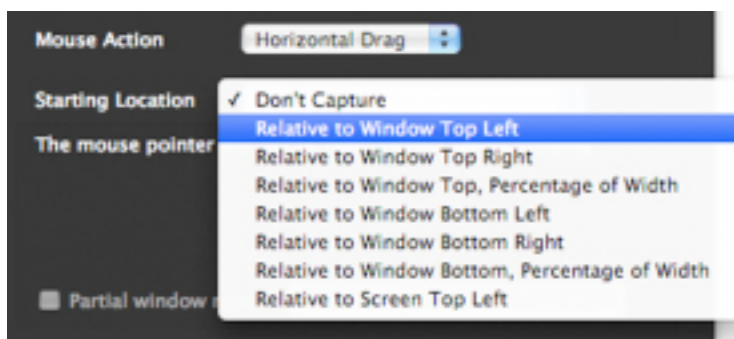 Mouse Action Horizontal Drag
Starting Location ✓ Don't Capture
Relative to Window Top Left
The mouse pointer
Relative to Window Top Right
Relative to Window Top, Percentage of Width
Relative to Window Bottom Left
Relative to Window Bottom Right
Relative to Window Bottom, Percentage of Width
Partial window
Relative to Screen Top Left